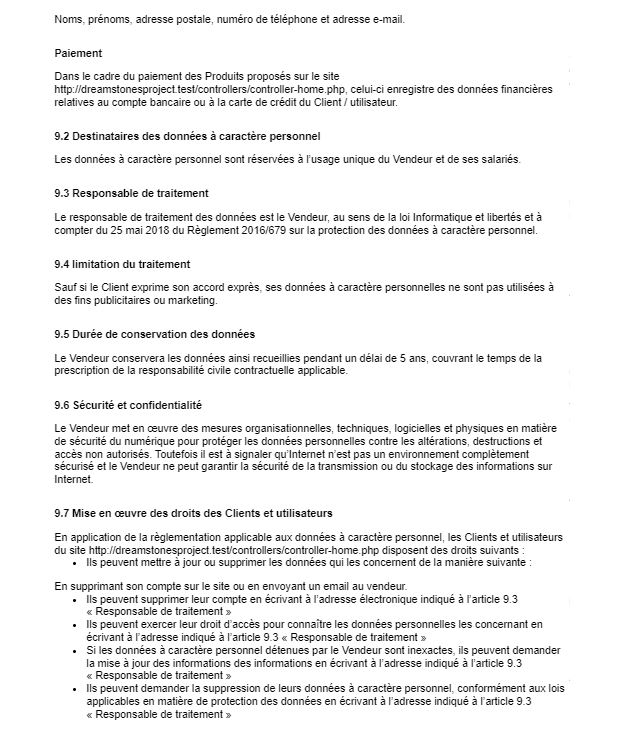 Noms, prénoms, adresse postale, numéro de téléphone et adresse e-mail.
Paiement
Dans le cadre du paiement des Produits proposés sur le site
http://dreamstonesproject.test/controllers/controller-home.php, celui-ci enregistre des données financières
relatives au compte bancaire ou à la carte de crédit du Client / utilisateur.
9.2 Destinataires des données à caractère personnel
Les données à caractère personnel sont réservées à l'usage unique du Vendeur et de ses salariés.
9.3 Responsable de traitement
Le responsable de traitement des données est le Vendeur, au sens de la loi Informatique et libertés et à
compter du 25 mai 2018 du Règlement 2016/679 sur la protection des données à caractère personnel.
9.4 limitation du traitement
Sauf si le Client exprime son accord exprès, ses données à caractère personnelles ne sont pas utilisées à
des fins publicitaires ou marketing.
9.5 Durée de conservation des données
Le Vendeur conservera les données ainsi recueillies pendant un délai de 5 ans, couvrant le temps de la
prescription de la responsabilité civile contractuelle applicable.
9.6 Sécurité et confidentialité
Le Vendeur met en œuvre des mesures organisationnelles, techniques, logicielles et physiques en matière
de sécurité du numérique pour protéger les données personnelles contre les altérations, destructions et
accès non autorisés. Toutefois il est à signaler qu'Internet n'est pas un environnement complètement
sécurisé et le Vendeur ne peut garantir la sécurité de la transmission ou du stockage des informations sur
Internet.
9.7 Mise en œuvre des droits des Clients et utilisateurs
En application de la règlementation applicable aux données à caractère personnel, les Clients et utilisateurs
du site http://dreamstonesproject.test/controllers/controller-home.php disposent des droits suivants :
• Ils peuvent mettre à jour ou supprimer les données qui les concernent de la manière suivante :
En supprimant son compte sur le site ou en envoyant un email au vendeur.
• Ils peuvent supprimer leur compte en écrivant à l'adresse électronique indiqué à l'article 9.3
« Responsable de traitement »
• Ils peuvent exercer leur droit d'accès pour connaître les données personnelles les concernant en
écrivant à l'adresse indiqué à l'article 9.3 « Responsable de traitement »
• Si les données à caractère personnel détenues par le Vendeur sont inexactes, ils peuvent demander
la mise à jour des informations des informations en écrivant à l'adresse indiqué à l'article 9.3
« Responsable de traitement »
• Ils peuvent demander la suppression de leurs données à caractère personnel, conformément aux lois
applicables en matière de protection des données en écrivant à l'adresse indiqué à l'article 9.3
« Responsable de traitement »